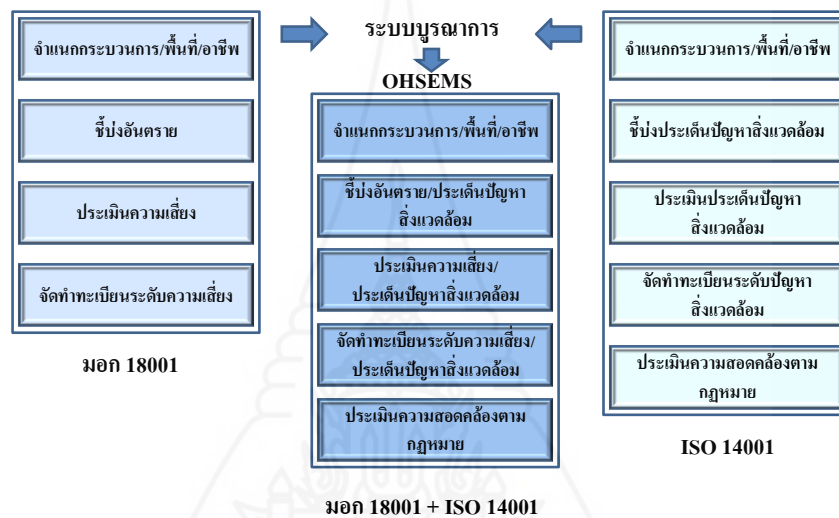 จำแนกกระบวนการ/พื้นที่/อาชีพ
ชี้บ่งอันตราย
ประเมินความเสี่ยง
จัดทำทะเบียนระดับความเสี่ยง
มอก 18001
ระบบบูรณาการ
OHSEMS
จำแนกกระบวนการ/พื้นที่/อาชีพ
ชี้บ่งอันตราย/ประเด็นปัญหา
สิ่งแวดล้อม
ประเมินความเสี่ยง/
ประเด็นปัญหาสิ่งแวดล้อม
จัดทำทะเบียนระดับความเสี่ยง/
ประเด็นปัญหาสิ่งแวดล้อม
ประเมินความสอดคล้องตาม
กฎหมาย
มอก 18001 + ISO 14001
จำแนกกระบวนการ/พื้นที่/อาชีพ
ชี้บ่งประเด็นปัญหาสิ่งแวดล้อม
ประเมินประเด็นปัญหา
สิ่งแวดล้อม
จัดทำทะเบียนระดับปัญหา
สิ่งแวดล้อม
ประเมินความสอดคล้องตาม
กฎหมาย
ISO 14001